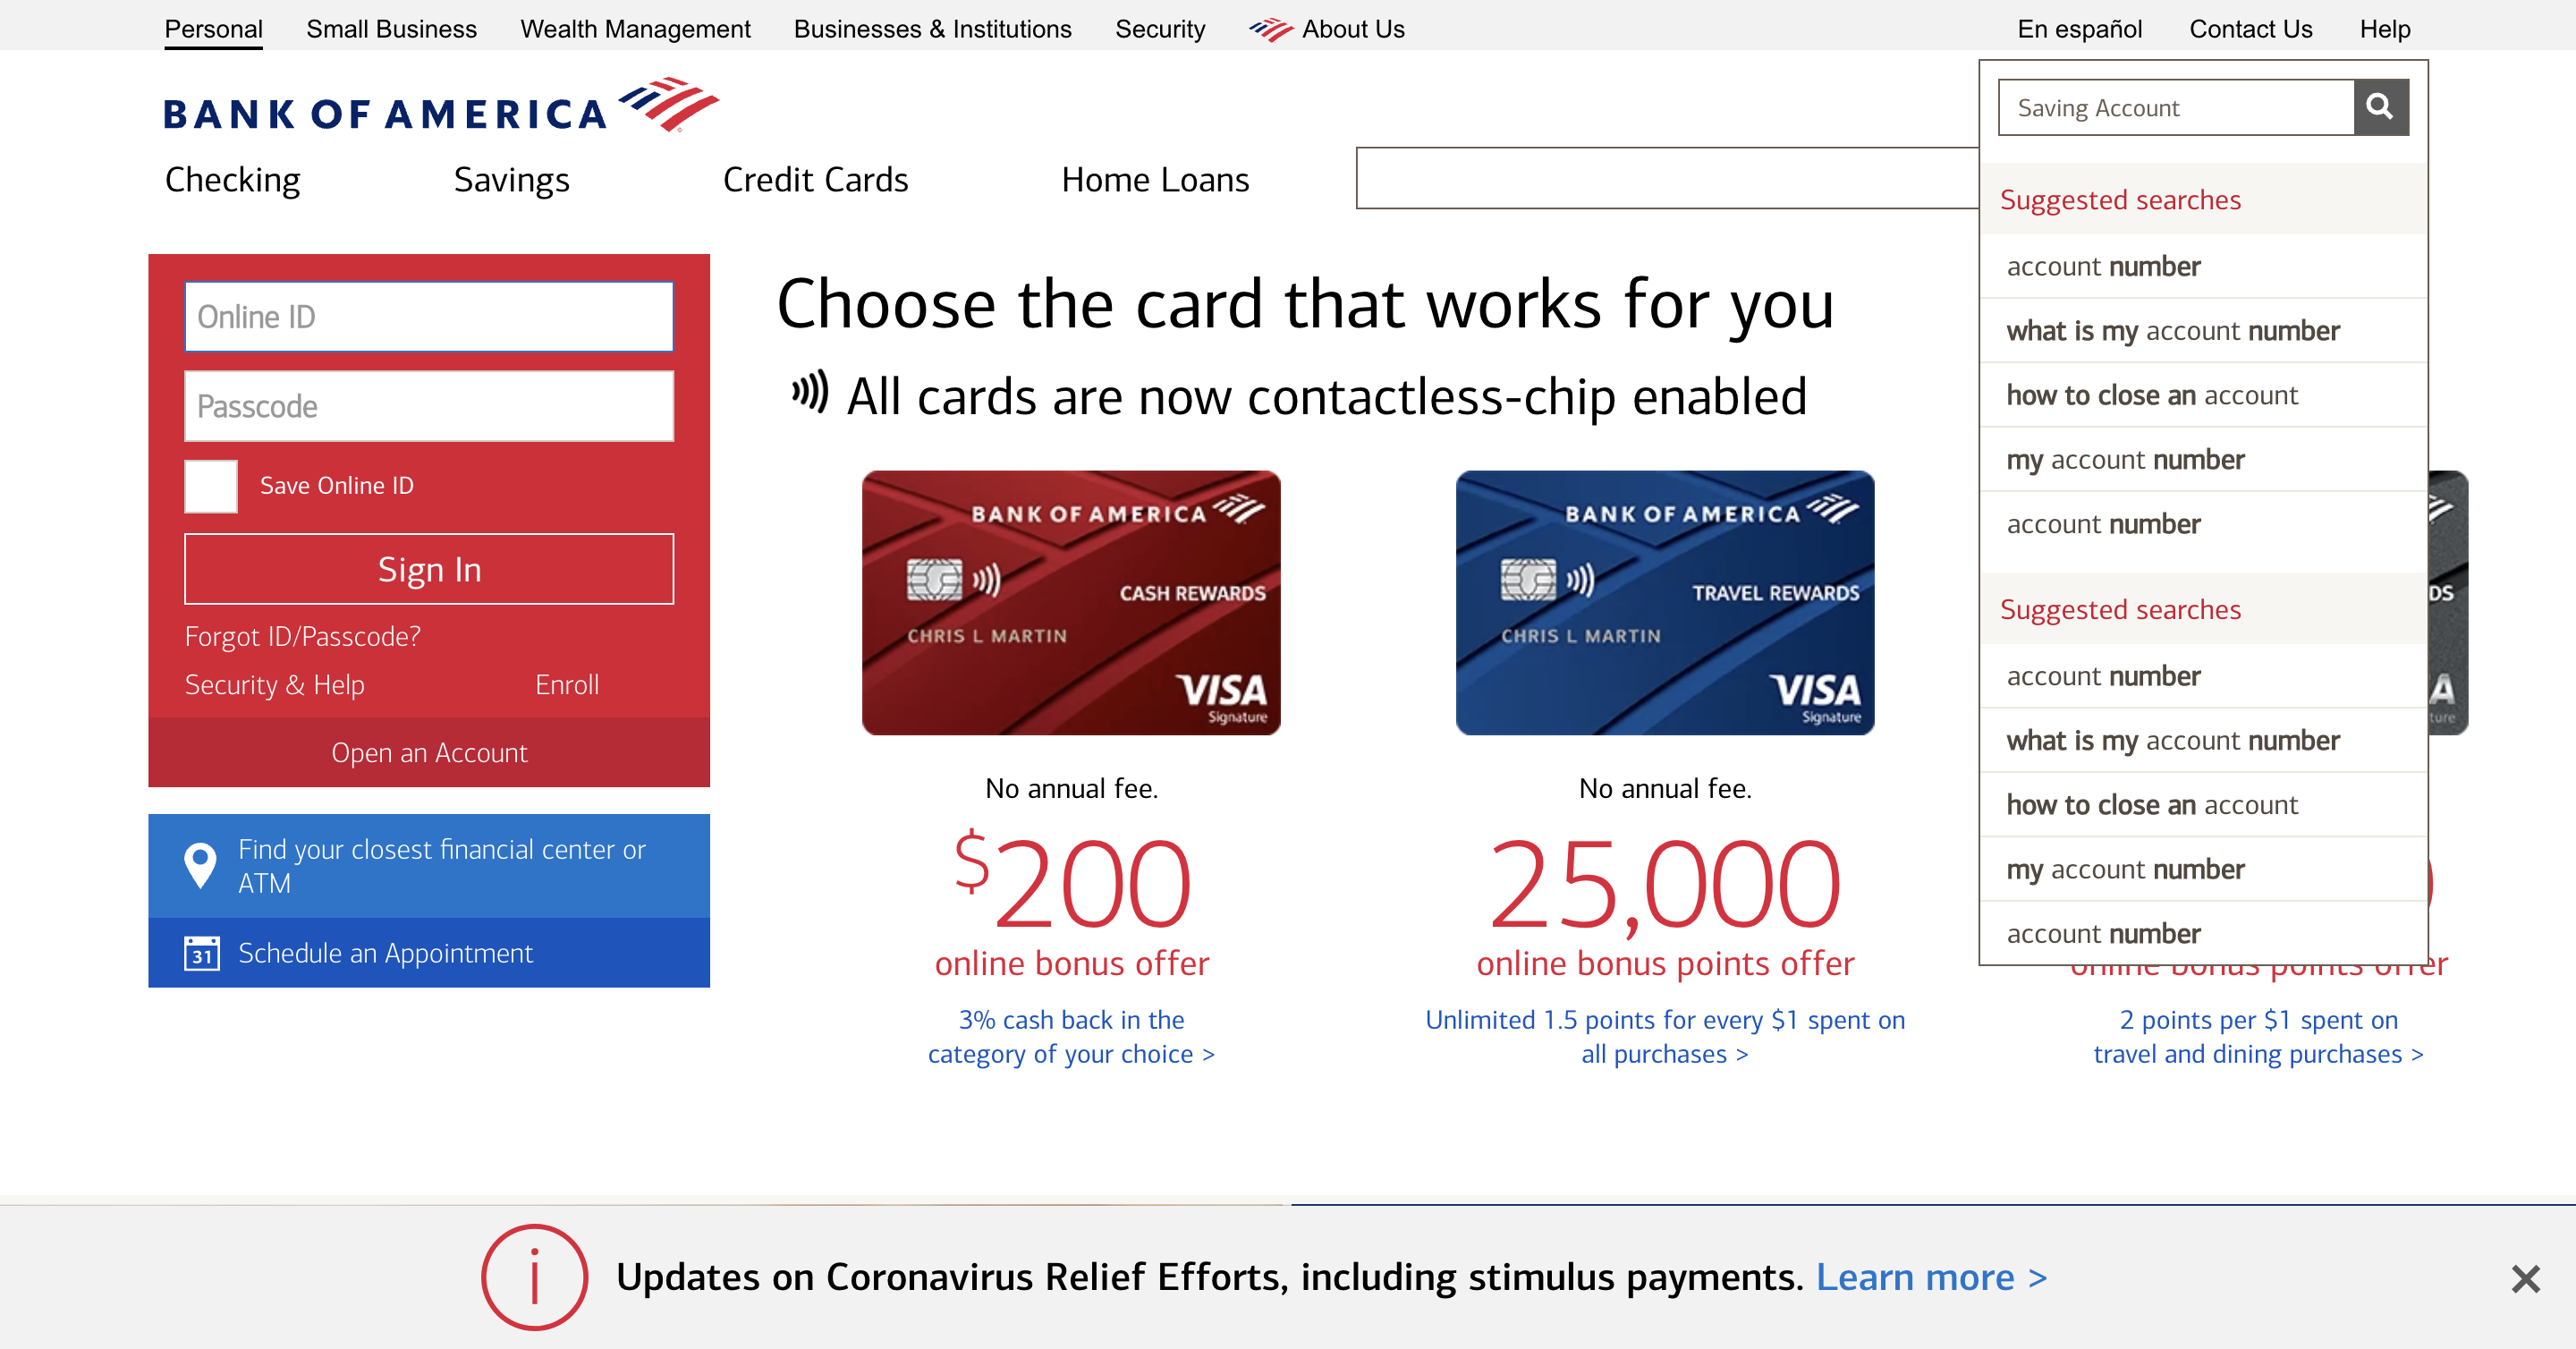 Personal Small Business Wealth Management Businesses & Institutions Security About Us En español Contact Us Help
BANK OF AMERICA
Checking Savings Credit Cards Home Loans
Saving Account
Suggested searches
account number
what is my account number
how to close an account
my account number
account number
Suggested searches
account number
what is my account number
how to close an account
my account number
account number
Online ID
Passcode
Save Online ID
Sign In
Forgot ID/Passcode?
Security & Help Enroll
Open an Account
Find your closest financial center or
ATM
31 Schedule an Appointment
Choose the card that works for you
All cards are now contactless-chip enabled
BANK OF AMERICA
CASH REWARDS
CHRIS L MARTIN
VISA
Signature
No annual fee.
$200
online bonus offer
3% cash back in the
category of your choice >
BANK OF AMERICA
TRAVEL REWARDS
CHRIS L MARTIN
VISA
Signature
No annual fee.
25,000
online bonus points offer
Unlimited 1.5 points for every $1 spent on
all purchases >
online bonus points offer
2 points per $1 spent on
travel and dining purchases >
Updates on Coronavirus Relief Efforts, including stimulus payments. Learn more >